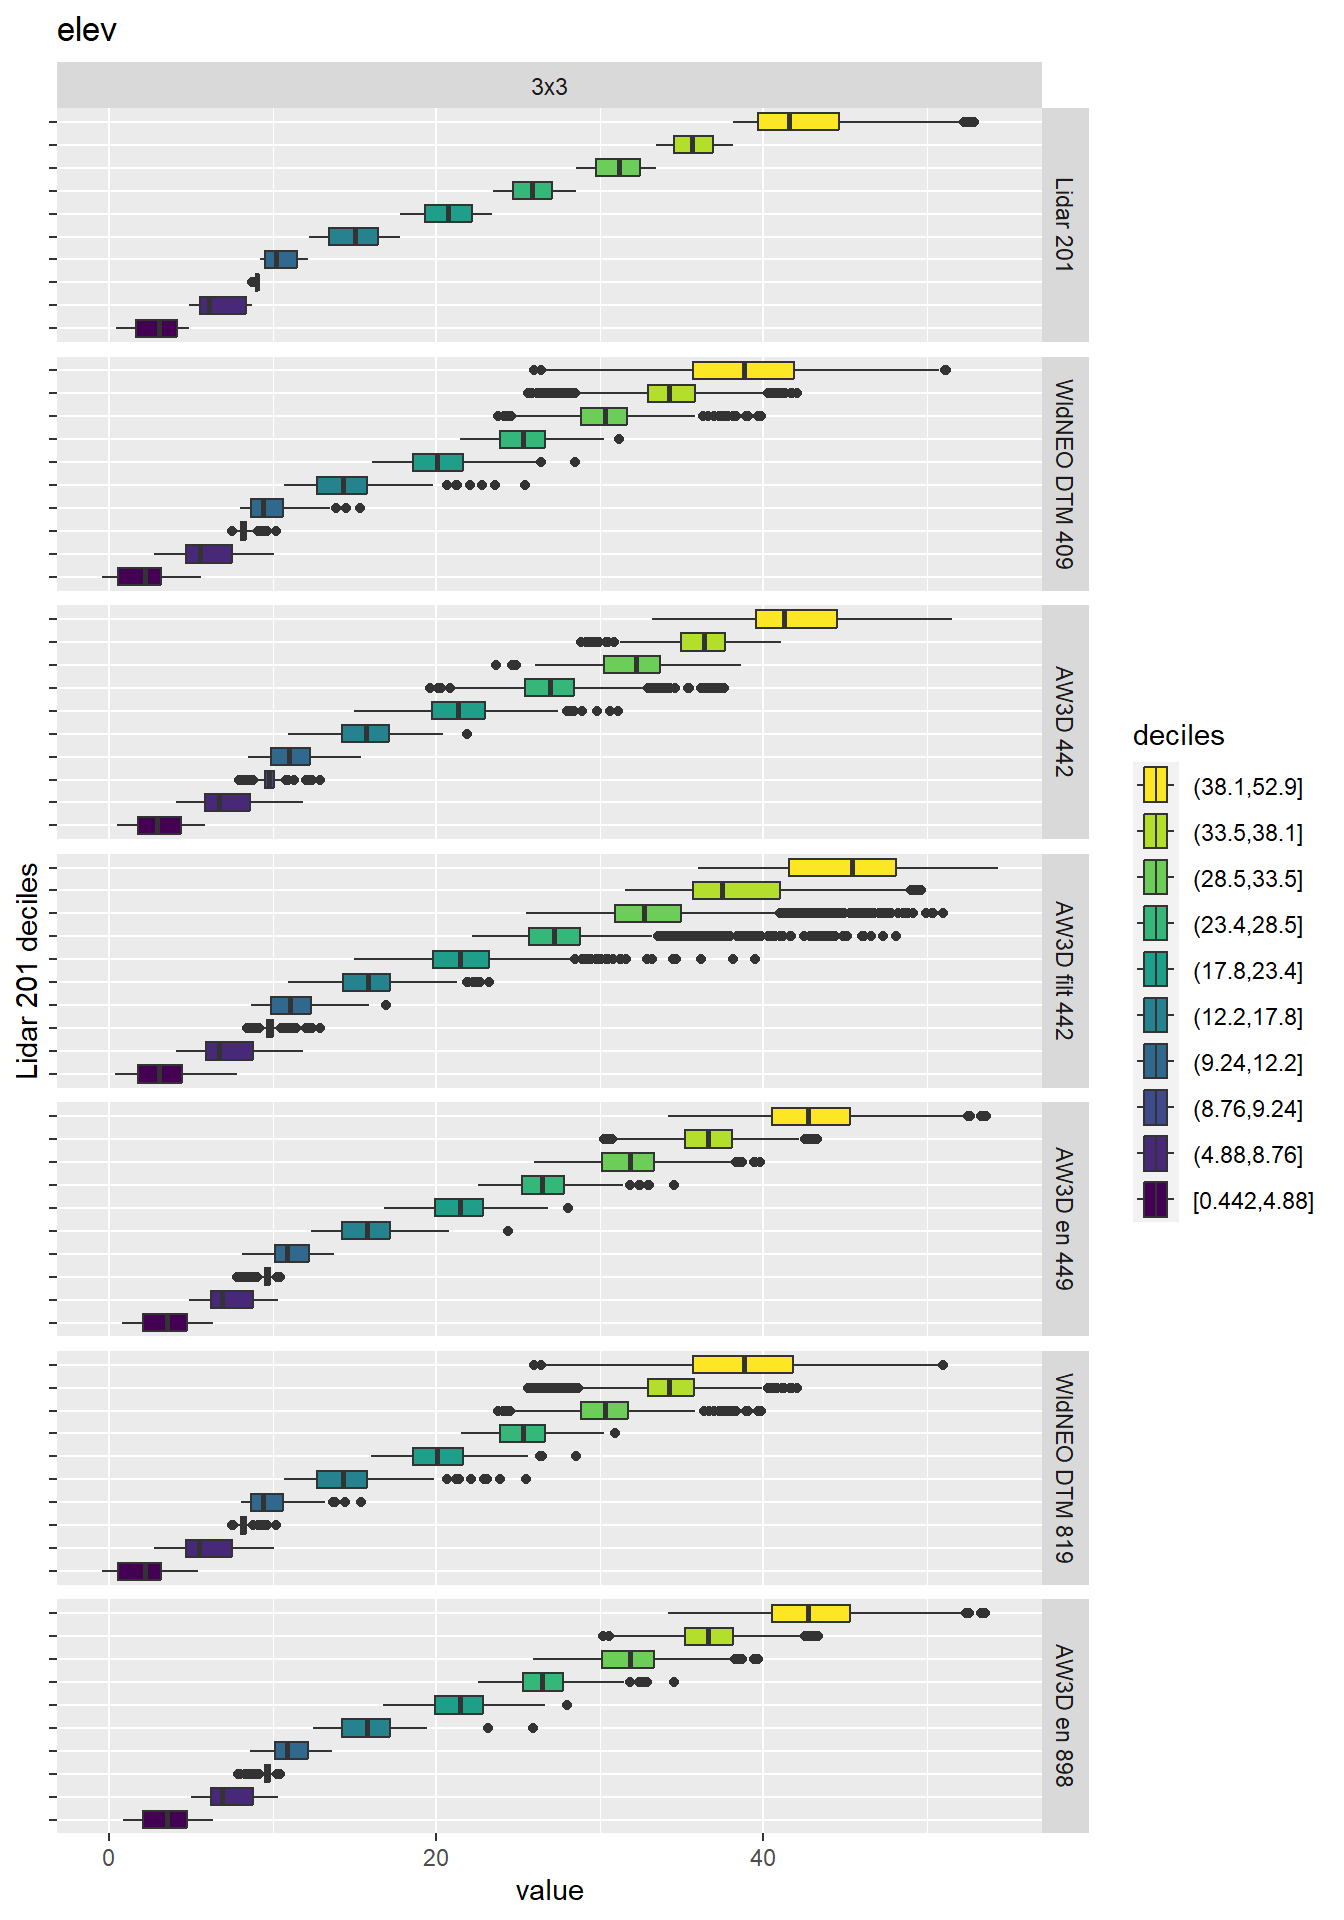 elev
3x3
Lidar 201
WldNEO DTM 409
AW3D 442
AW3D filt 442
AW3D en 449
WldNEO DTM 819
AW3D en 898
Lidar 201 deciles
0
20
40
value
deciles
(38.1,52.9]
(33.5,38.1]
(28.5,33.5]
(23.4,28.5]
(17.8,23.4]
(12.2,17.8]
(9.24,12.2]
(8.76,9.24]
(4.88,8.76]
[0.442,4.88]